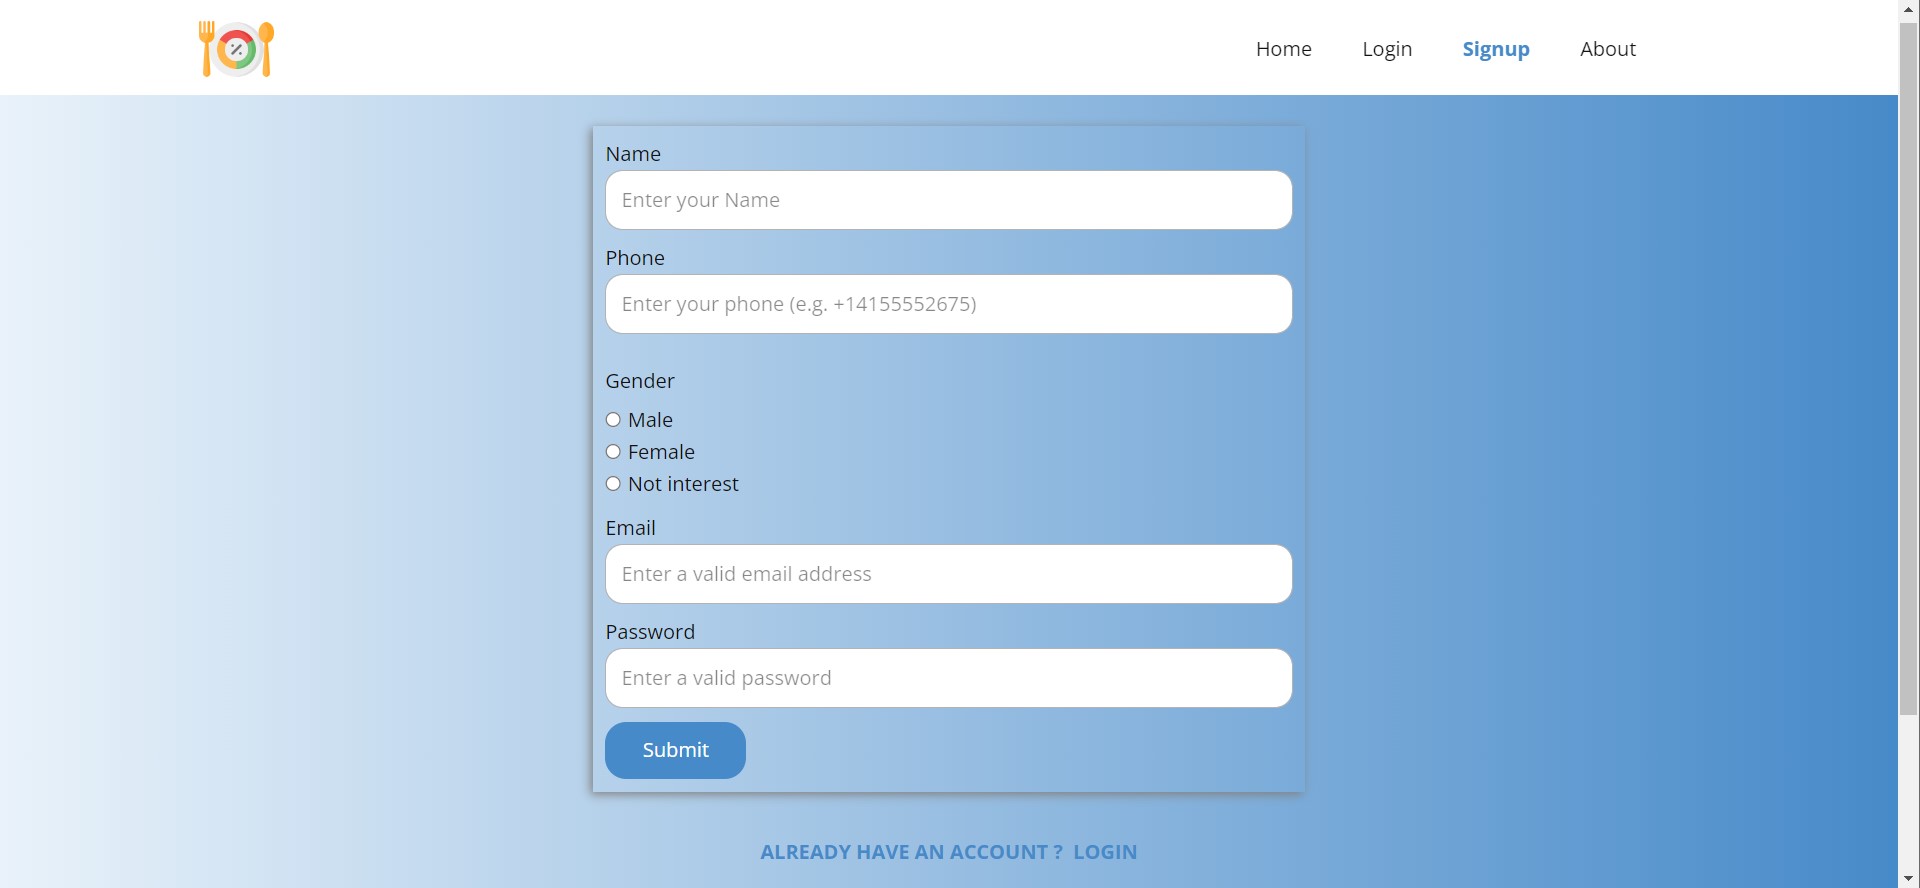 Home Login Signup About
Name
Enter your Name
Phone
Enter your phone (e.g. +14155552675)
Gender
Male
Female
Not interest
Email
Enter a valid email address
Password
Enter a valid password
Submit
ALREADY HAVE AN ACCOUNT ? LOGIN